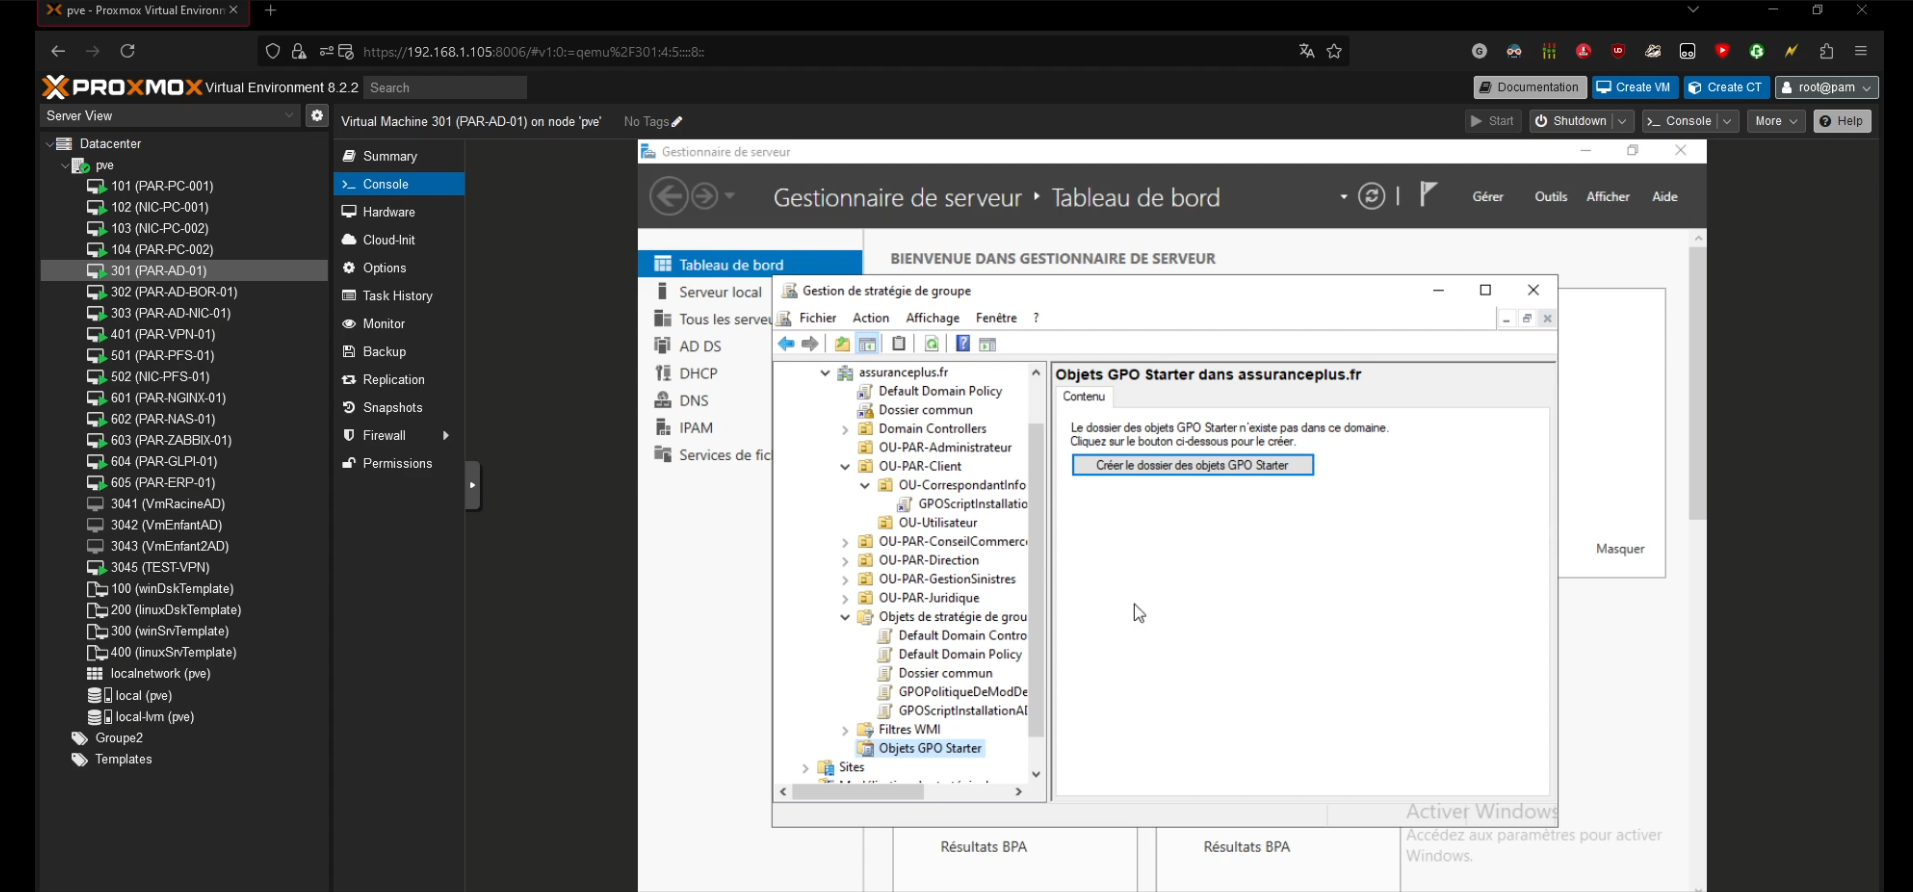 pve - Proxmox Virtual Environn
https://192.168.1.105:8006/#v1:0:=qemu%2F301:4:5::::8::
PROXMOX Virtual Environment 8.2.2 Search
Documentation Create VM Create CT root@pam
Server View
Virtual Machine 301 (PAR-AD-01) on node 'pve' No Tags
Start Shutdown Console More Help
Datacenter
pve
101 (PAR-PC-001)
102 (NIC-PC-001)
103 (NIC-PC-002)
104 (PAR-PC-002)
301 (PAR-AD-01)
302 (PAR-AD-BOR-01)
303 (PAR-AD-NIC-01)
401 (PAR-VPN-01)
501 (PAR-PFS-01)
502 (NIC-PFS-01)
601 (PAR-NGINX-01)
602 (PAR-NAS-01)
603 (PAR-ZABBIX-01)
604 (PAR-GLPI-01)
605 (PAR-ERP-01)
3041 (VmRacineAD)
3042 (VmEnfantAD)
3043 (VmEnfant2AD)
3045 (TEST-VPN)
100 (winDskTemplate)
200 (linuxDskTemplate)
300 (winSrvTemplate)
400 (linuxSrvTemplate)
localnetwork (pve)
local (pve)
local-lvm (pve)
Groupe2
Templates
Summary
Console
Hardware
Cloud-Init
Options
Task History
Monitor
Backup
Replication
Snapshots
Firewall
Permissions
Gestionnaire de serveur
Gestionnaire de serveur Tableau de bord
Gérer Outils Afficher Aide
Tableau de bord
Serveur local
Tous les serveu
AD DS
DHCP
DNS
IPAM
Services de fic
BIENVENUE DANS GESTIONNAIRE DE SERVEUR
Gestion de stratégie de groupe
Fichier Action Affichage Fenêtre ?
assuranceplus.fr
Default Domain Policy
Dossier commun
Domain Controllers
OU-PAR-Administrateur
OU-PAR-Client
OU-CorrespondantInfo
GPOScriptInstallatio
OU-Utilisateur
OU-PAR-ConseilCommerc
OU-PAR-Direction
OU-PAR-GestionSinistres
OU-PAR-Juridique
Objets de stratégie de grou
Default Domain Contro
Default Domain Policy
Dossier commun
GPOPolitiqueDeModDe
GPOScriptInstallationAD
Filtres WMI
Objets GPO Starter
Sites
Objets GPO Starter dans assuranceplus.fr
Contenu
Le dossier des objets GPO Starter n'existe pas dans ce domaine.
Cliquez sur le bouton ci-dessous pour le créer.
Créer le dossier des objets GPO Starter
Masquer
Activer Windows
Accédez aux paramètres pour activer
Windows.
Résultats BPA
Résultats BPA